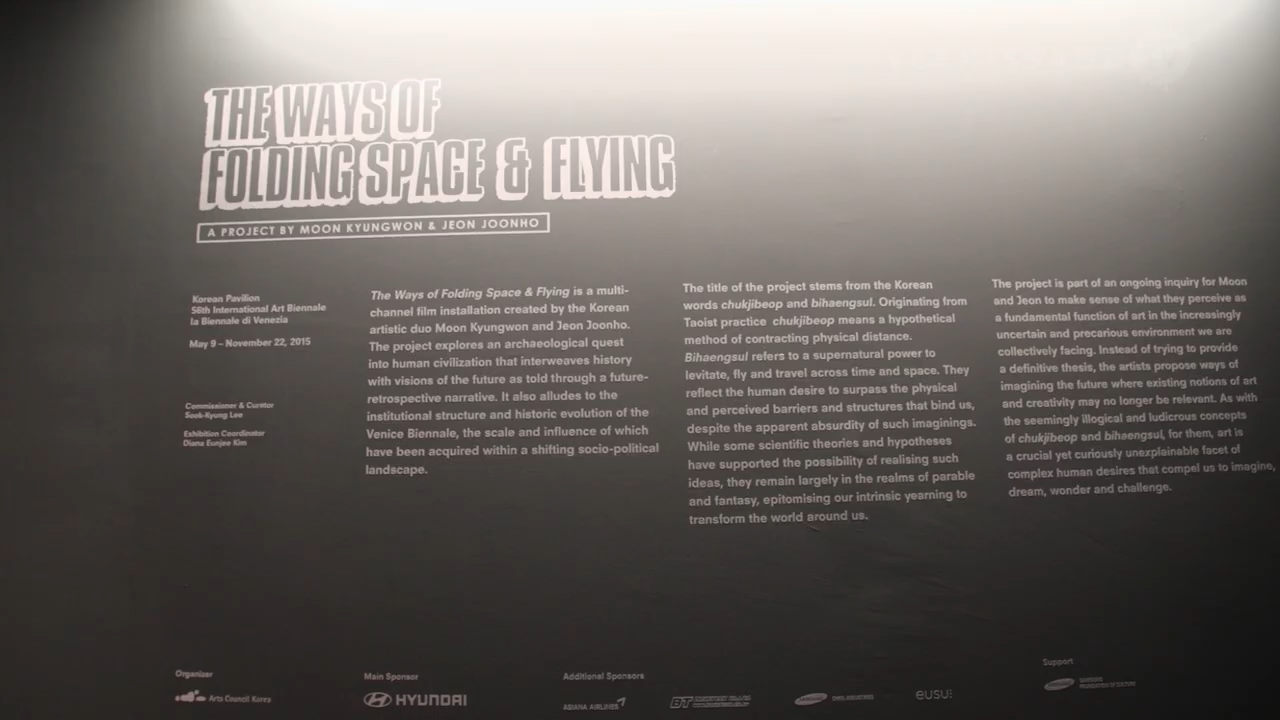 THE WAYS OF
FOLDING SPACE & FLYING
A PROJECT BY MOON KYUNGWON & JEON JOONHO
Korean Pavilion
56th International Art Biennale
la Biennale di Venezia
May 9 – November 22, 2015
Commissioner & Curator
Sook-Kyung Lee
Exhibition Coordinator
Diana Eunjee Kim
The Ways of Folding Space & Flying is a multi-
channel film installation created by the Korean
artistic duo Moon Kyungwon and Jeon Joonho.
The project explores an archaeological quest
into human civilization that interweaves history
with visions of the future as told through a future-
retrospective narrative. It also alludes to the
institutional structure and historic evolution of the
Venice Biennale, the scale and influence of which
have been acquired within a shifting socio-political
landscape.
The title of the project stems from the Korean
words chukjibeop and bihaengsul. Originating from
Taoist practice chukjibeop means a hypothetical
method of contracting physical distance.
Bihaengsul refers to a supernatural power to
levitate, fly and travel across time and space. They
reflect the human desire to surpass the physical
and perceived barriers and structures that bind us,
despite the apparent absurdity of such imaginings.
While some scientific theories and hypotheses
have supported the possibility of realising such
ideas, they remain largely in the realms of parable
and fantasy, epitomising our intrinsic yearning to
transform the world around us.
The project is part of an ongoing inquiry for Moon
and Jeon to make sense of what they perceive as
a fundamental function of art in the increasingly
uncertain and precarious environment we are
collectively facing. Instead of trying to provide
a definitive thesis, the artists propose ways of
imagining the future where existing notions of art
and creativity may no longer be relevant. As with
the seemingly illogical and ludicrous concepts
of chukjibeop and bihaengsul, for them, art is
a crucial yet curiously unexplainable facet of
complex human desires that compel us to imagine,
dream, wonder and challenge.
Organizer
Arts Council Korea
Main Sponsor
HYUNDAI
Additional Sponsors
ASIANA AIRLINES
BT
CHEIL INDUSTRIES
eusu
Support
SAMSUNG
FOUNDATION OF CULTURE